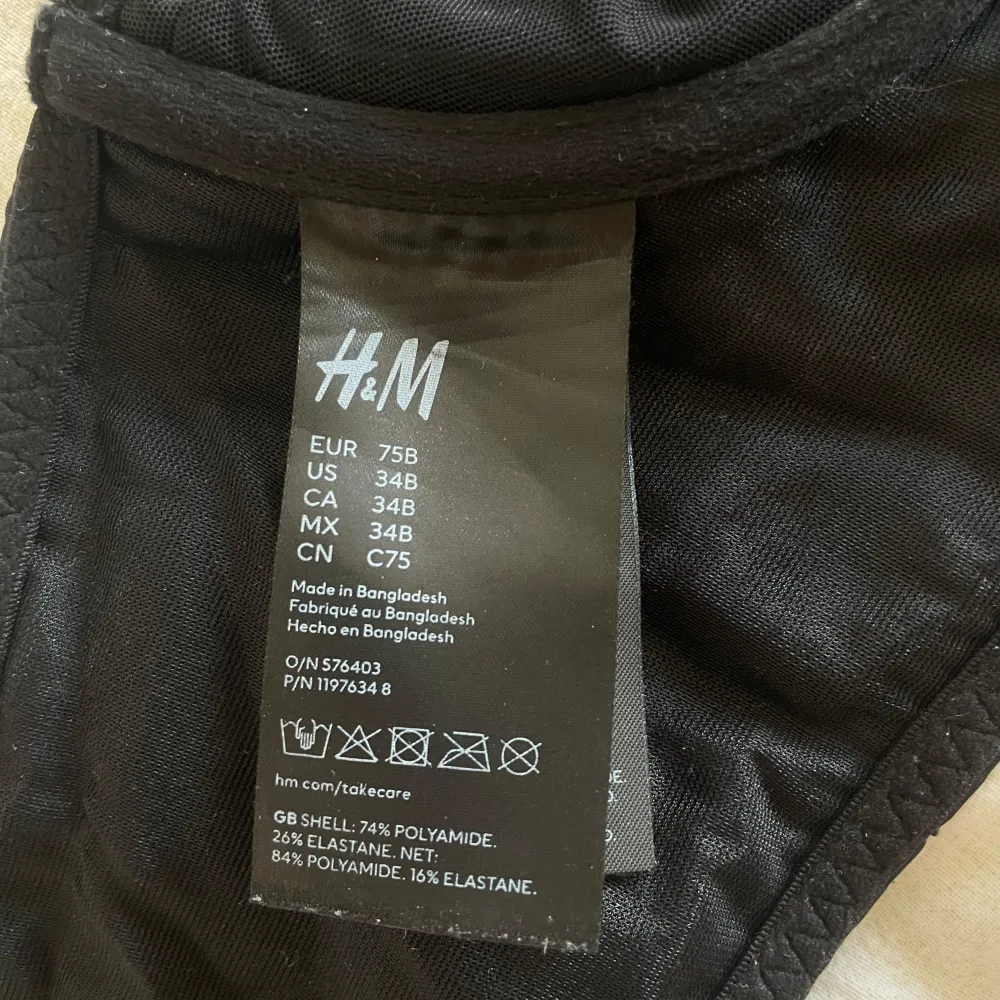 H&M
EUR 75B
US 34B
CA 34B
MX 34B
CN C75
Made in Bangladesh
Fabriqué au Bangladesh
Hecho en Bangladesh
O/N 576403
P/N 1197634 8
hm.com/takecare
GB SHELL: 74% POLYAMIDE.
26% ELASTANE. NET:
84% POLYAMIDE. 16% ELASTANE.